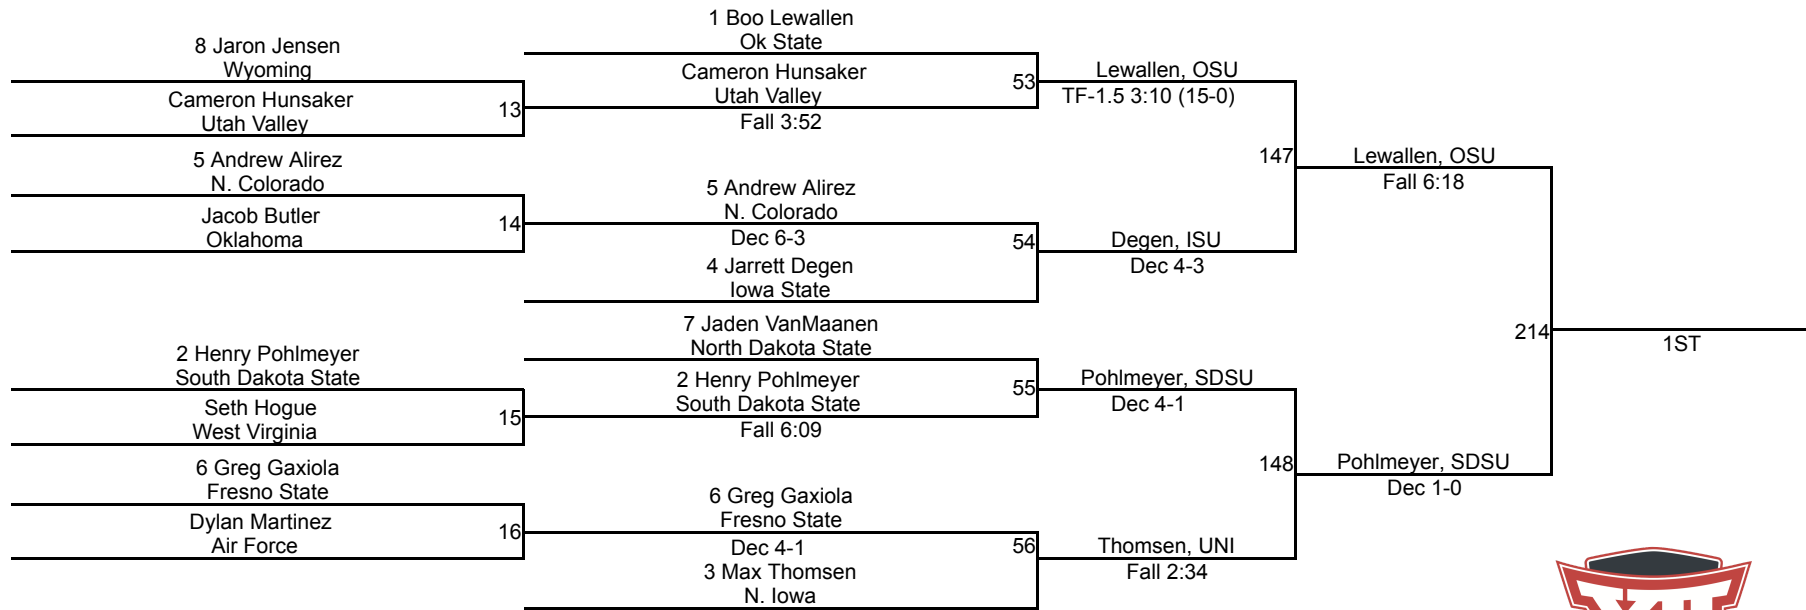 8 Jaron Jensen
Wyoming
Cameron Hunsaker
Utah Valley
13
5 Andrew Alirez
N. Colorado
Jacob Butler
Oklahoma
14
2 Henry Pohlmeyer
South Dakota State
Seth Hogue
West Virginia
15
6 Greg Gaxiola
Fresno State
Dylan Martinez
Air Force
16
1 Boo Lewallen
Ok State
Cameron Hunsaker
Utah Valley
Fall 3:52
53
5 Andrew Alirez
N. Colorado
Dec 6-3
4 Jarrett Degen
Iowa State
54
7 Jaden VanMaanen
North Dakota State
2 Henry Pohlmeyer
South Dakota State
Fall 6:09
55
6 Greg Gaxiola
Fresno State
Dec 4-1
3 Max Thomsen
N. Iowa
56
Lewallen, OSU
TF-1.5 3:10 (15-0)
147
Degen, ISU
Dec 4-3
Pohlmeyer, SDSU
Dec 4-1
148
Thomsen, UNI
Fall 2:34
Lewallen, OSU
Fall 6:18
214
Pohlmeyer, SDSU
Dec 1-0
1ST